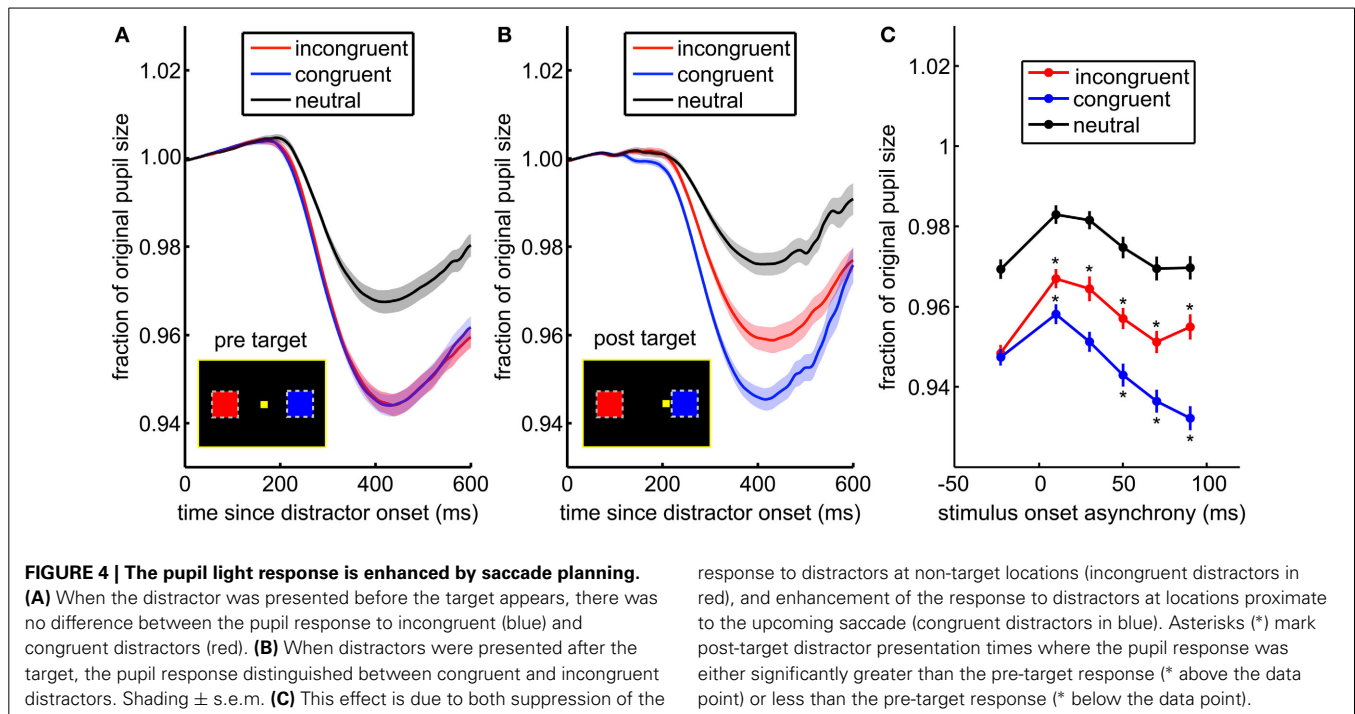 A
incongruent
congruent
neutral
1.02
1.00
0.98
0.96
0.94
fraction of original pupil size
pre target
0
200
400
600
time since distractor onset (ms)
B
incongruent
congruent
neutral
1.02
1.00
0.98
0.96
0.94
fraction of original pupil size
post target
0
200
400
600
time since distractor onset (ms)
C
incongruent
congruent
neutral
1.02
1
0.98
0.96
0.94
fraction of original pupil size
* *
* * *
*
* * *
-50
0
50
100
stimulus onset asynchrony (ms)
FIGURE 4 | The pupil light response is enhanced by saccade planning.
(A) When the distractor was presented before the target appears, there was
no difference between the pupil response to incongruent (blue) and
congruent distractors (red). (B) When distractors were presented after the
target, the pupil response distinguished between congruent and incongruent
distractors. Shading ± s.e.m. (C) This effect is due to both suppression of the
response to distractors at non-target locations (incongruent distractors in
red), and enhancement of the response to distractors at locations proximate
to the upcoming saccade (congruent distractors in blue). Asterisks (*) mark
post-target distractor presentation times where the pupil response was
either significantly greater than the pre-target response (* above the data
point) or less than the pre-target response (* below the data point).